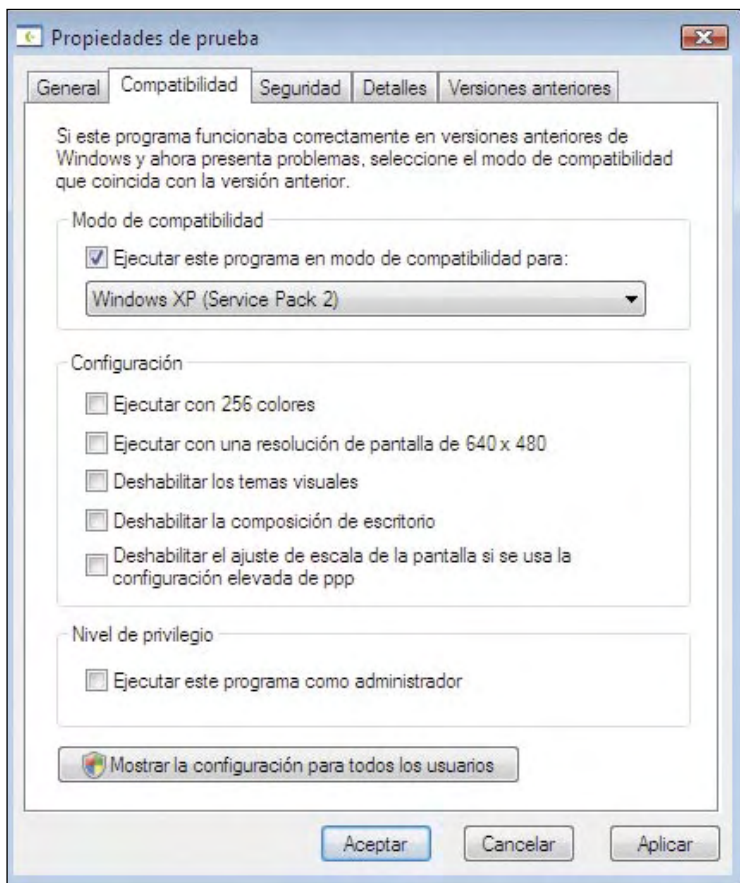 Propiedades de prueba
General Compatibilidad Seguridad Detalles Versiones anteriores
Si este programa funcionaba correctamente en versiones anteriores de
Windows y ahora presenta problemas, seleccione el modo de compatibilidad
que coincida con la versión anterior.
Modo de compatibilidad
Ejecutar este programa en modo de compatibilidad para:
Windows XP (Service Pack 2)
Configuración
Ejecutar con 256 colores
Ejecutar con una resolución de pantalla de 640 x 480
Deshabilitar los temas visuales
Deshabilitar la composición de escritorio
Deshabilitar el ajuste de escala de la pantalla si se usa la
configuración elevada de ppp
Nivel de privilegio
Ejecutar este programa como administrador
Mostrar la configuración para todos los usuarios
Aceptar Cancelar Aplicar